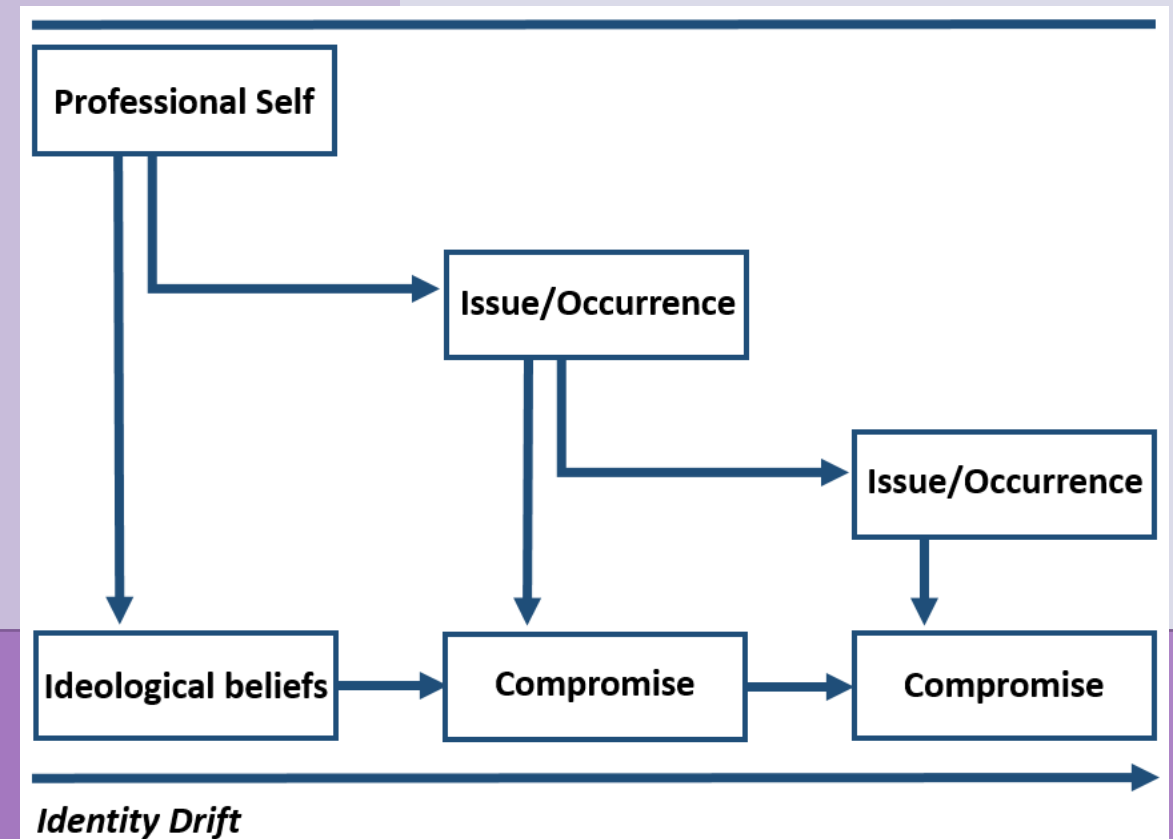 Professional Self
Issue/Occurrence
Issue/Occurrence
Ideological beliefs
Compromise
Compromise
Identity Drift